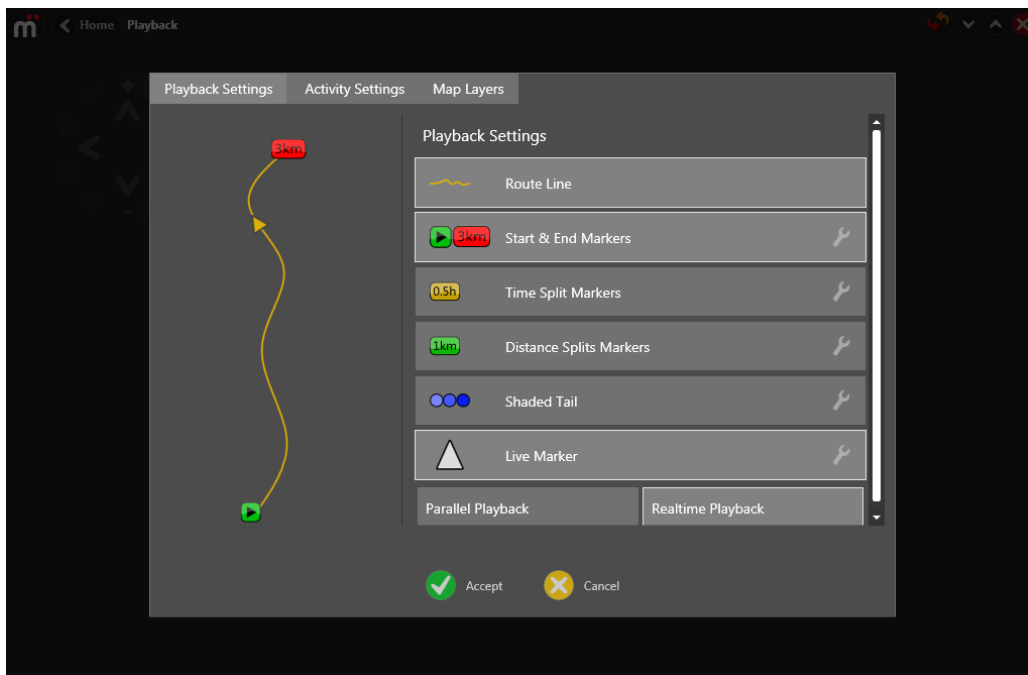 mi
Home Playback
Playback Settings Activity Settings Map Layers
3km
Playback Settings
Route Line
3km Start & End Markers
0.5h Time Split Markers
1km Distance Splits Markers
Shaded Tail
Live Marker
Parallel Playback Realtime Playback
Accept Cancel